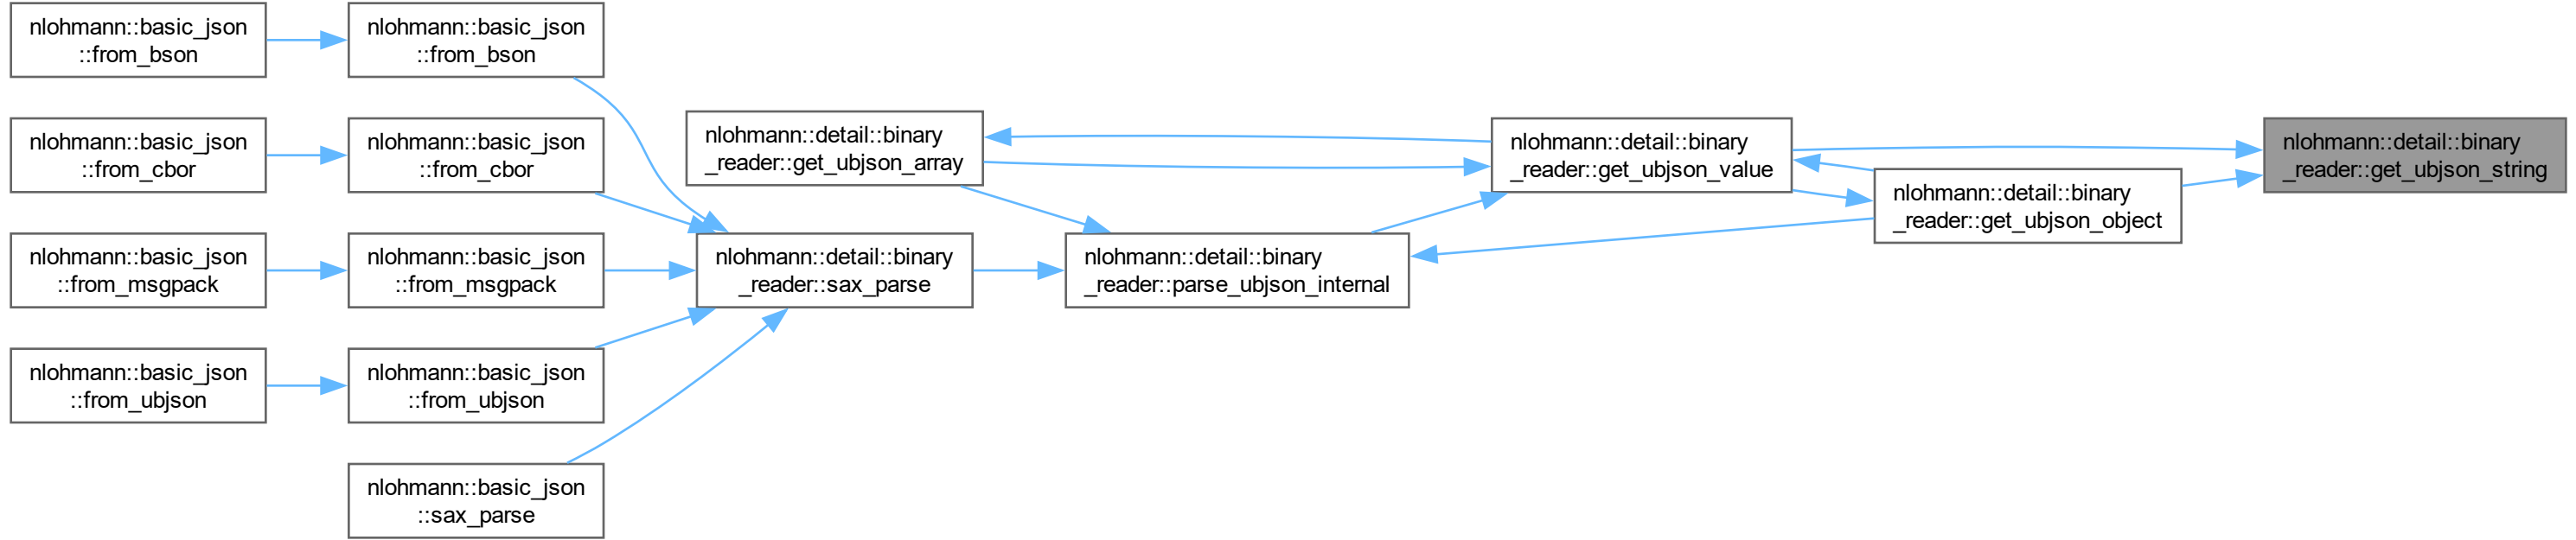 nlohmann::basic_json
::from_bson
nlohmann::basic_json
::from_bson
nlohmann::basic_json
::from_cbor
nlohmann::basic_json
::from_cbor
nlohmann::basic_json
::from_msgpack
nlohmann::basic_json
::from_msgpack
nlohmann::basic_json
::from_ubjson
nlohmann::basic_json
::from_ubjson
nlohmann::basic_json
::sax_parse
nlohmann::detail::binary
_reader::get_ubjson_array
nlohmann::detail::binary
_reader::sax_parse
nlohmann::detail::binary
_reader::parse_ubjson_internal
nlohmann::detail::binary
_reader::get_ubjson_value
nlohmann::detail::binary
_reader::get_ubjson_object
nlohmann::detail::binary
_reader::get_ubjson_string